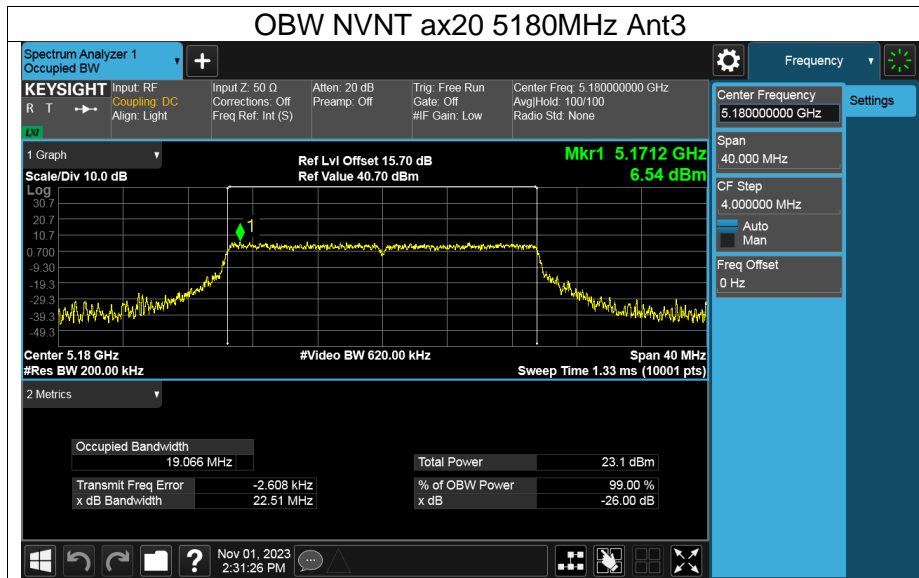 OBW NVNT ax20 5180MHz Ant3
Spectrum Analyzer 1
Occupied BW
+
Frequency
KEYSIGHT
R T
LXI
Input: RF
Coupling: DC
Align: Light
Input Z: 50 Ω
Corrections: Off
Freq Ref: Int (S)
Atten: 20 dB
Preamp: Off
Trig: Free Run
Gate: Off
#IF Gain: Low
Center Freq: 5.180000000 GHz
Avg|Hold: 100/100
Radio Std: None
Center Frequency
5.180000000 GHz
Settings
Span
40.000 MHz
CF Step
4.000000 MHz
Auto
Man
Freq Offset
0 Hz
1 Graph
Ref Lvl Offset 15.70 dB
Mkr1 5.1712 GHz
Scale/Div 10.0 dB
Ref Value 40.70 dBm
6.54 dBm
Log
30.7
20.7
10.7
0.700
-9.30
-19.3
-29.3
-39.3
-49.3
1
Center 5.18 GHz
#Video BW 620.00 kHz
Span 40 MHz
#Res BW 200.00 kHz
Sweep Time 1.33 ms (10001 pts)
2 Metrics
Occupied Bandwidth
19.066 MHz
Total Power 23.1 dBm
Transmit Freq Error -2.608 kHz
% of OBW Power 99.00 %
x dB Bandwidth 22.51 MHz
x dB -26.00 dB
?
Nov 01, 2023
2:31:26 PM